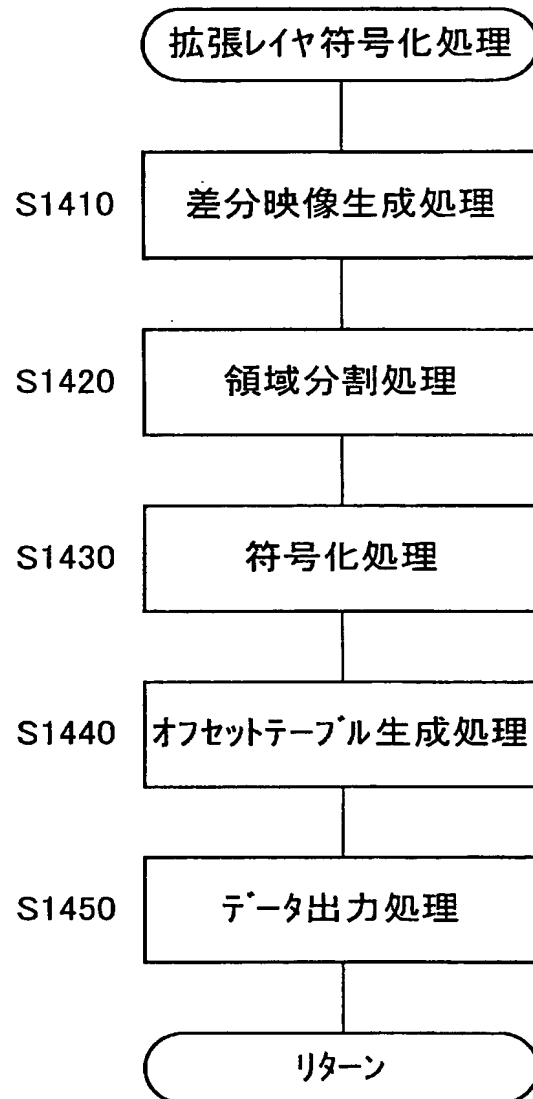 拡張レイヤ符号化処理
S1410 差分映像生成処理
S1420 領域分割処理
S1430 符号化処理
S1440 オフセットテーブル生成処理
S1450 データ出力処理
リターン